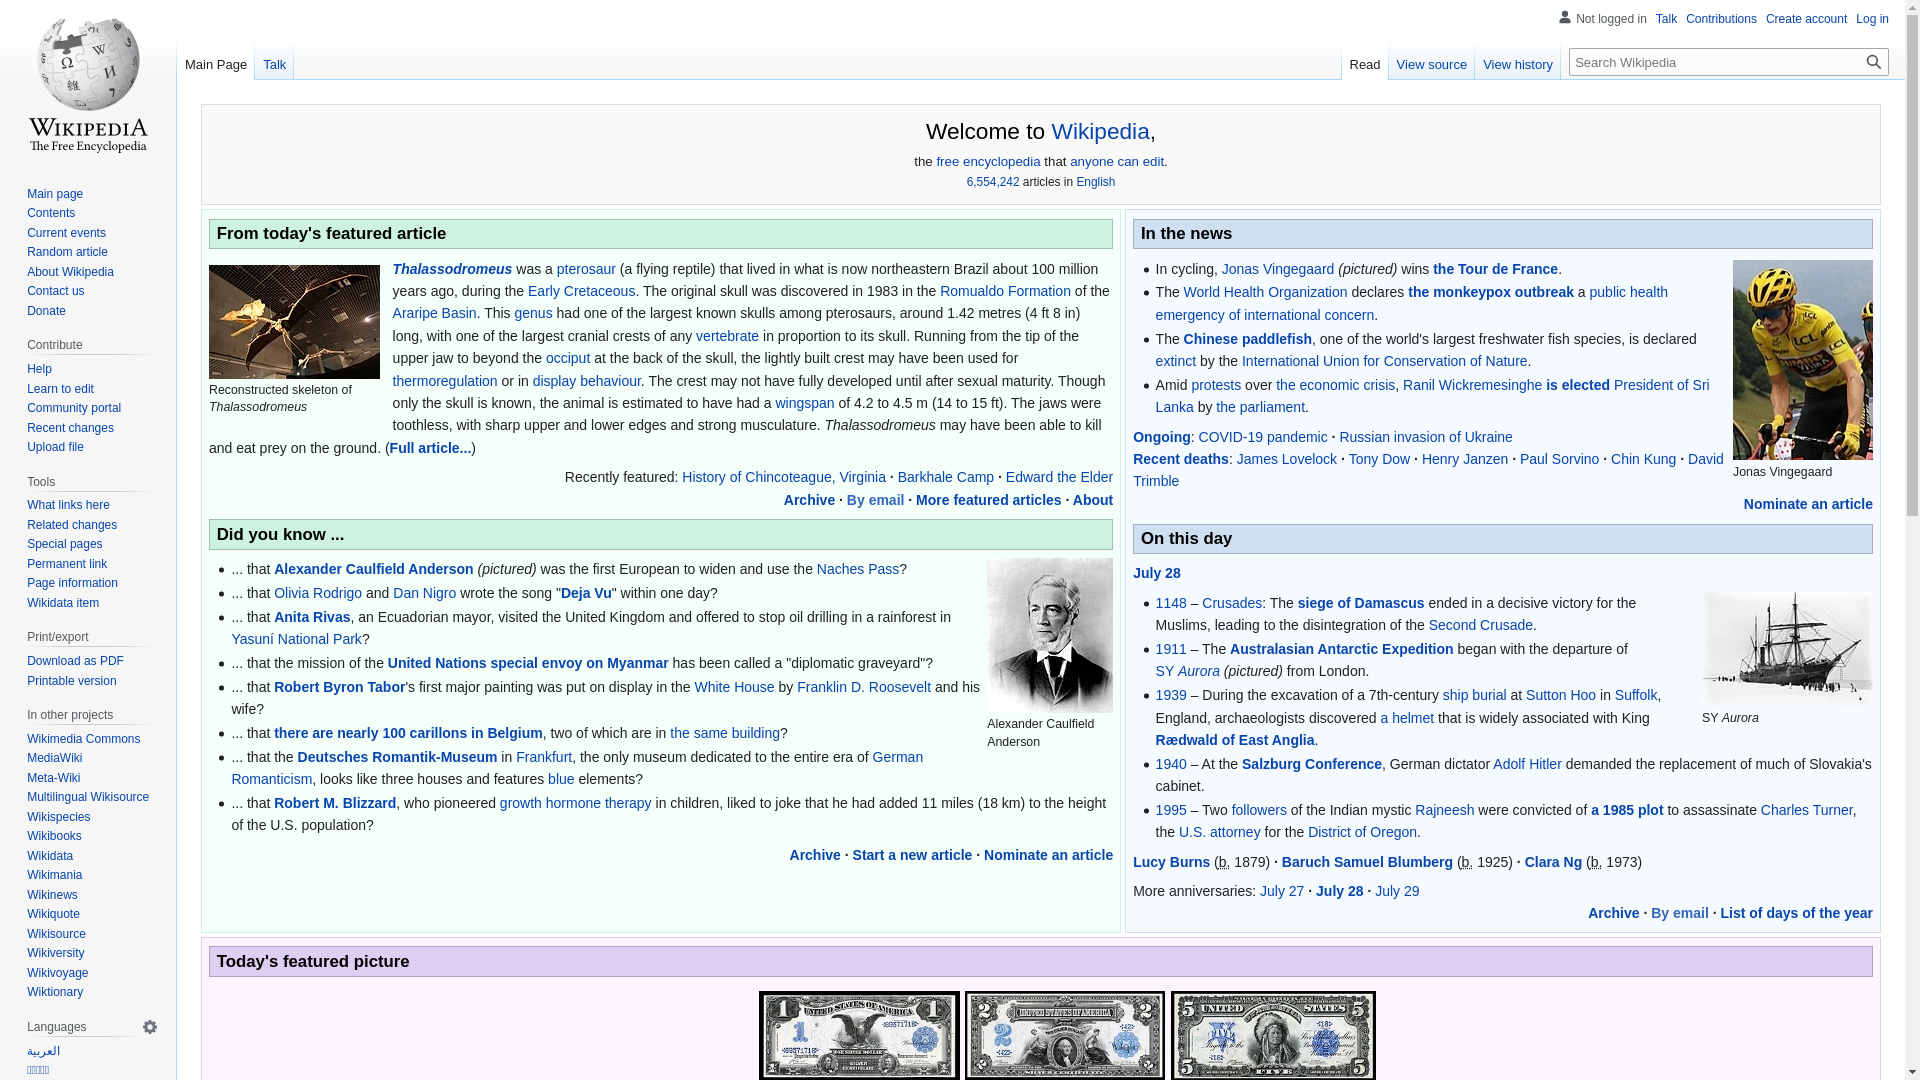 Not logged in Talk Contributions Create account Log in
Main Page Talk
Read View source View history Search Wikipedia
WIKIPEDIA
The Free Encyclopedia
Main page
Contents
Current events
Random article
About Wikipedia
Contact us
Donate
Contribute
Help
Learn to edit
Community portal
Recent changes
Upload file
Tools
What links here
Related changes
Special pages
Permanent link
Page information
Wikidata item
Print/export
Download as PDF
Printable version
In other projects
Wikimedia Commons
MediaWiki
Meta-Wiki
Multilingual Wikisource
Wikispecies
Wikibooks
Wikidata
Wikimania
Wikinews
Wikiquote
Wikisource
Wikiversity
Wikivoyage
Wiktionary
Languages
العربية
Welcome to Wikipedia,
the free encyclopedia that anyone can edit.
6,554,242 articles in English
From today's featured article
Reconstructed skeleton of
Thalassodromeus
Thalassodromeus was a pterosaur (a flying reptile) that lived in what is now northeastern Brazil about 100 million
years ago, during the Early Cretaceous. The original skull was discovered in 1983 in the Romualdo Formation of the
Araripe Basin. This genus had one of the largest known skulls among pterosaurs, around 1.42 metres (4 ft 8 in)
long, with one of the largest cranial crests of any vertebrate in proportion to its skull. Running from the tip of the
upper jaw to beyond the occiput at the back of the skull, the lightly built crest may have been used for
thermoregulation or in display behaviour. The crest may not have fully developed until after sexual maturity. Though
only the skull is known, the animal is estimated to have had a wingspan of 4.2 to 4.5 m (14 to 15 ft). The jaws were
toothless, with sharp upper and lower edges and strong musculature. Thalassodromeus may have been able to kill
and eat prey on the ground. (Full article...)
Recently featured: History of Chincoteague, Virginia · Barkhale Camp · Edward the Elder
Archive · By email · More featured articles · About
Did you know ...
... that Alexander Caulfield Anderson (pictured) was the first European to widen and use the Naches Pass?
... that Olivia Rodrigo and Dan Nigro wrote the song "Deja Vu" within one day?
... that Anita Rivas, an Ecuadorian mayor, visited the United Kingdom and offered to stop oil drilling in a rainforest in
Yasuní National Park?
... that the mission of the United Nations special envoy on Myanmar has been called a "diplomatic graveyard"?
... that Robert Byron Tabor's first major painting was put on display in the White House by Franklin D. Roosevelt and his
wife?
... that there are nearly 100 carillons in Belgium, two of which are in the same building?
... that the Deutsches Romantik-Museum in Frankfurt, the only museum dedicated to the entire era of German
Romanticism, looks like three houses and features blue elements?
... that Robert M. Blizzard, who pioneered growth hormone therapy in children, liked to joke that he had added 11 miles (18 km) to the height
of the U.S. population?
Alexander Caulfield
Anderson
Archive · Start a new article · Nominate an article
In the news
In cycling, Jonas Vingegaard (pictured) wins the Tour de France.
The World Health Organization declares the monkeypox outbreak a public health
emergency of international concern.
The Chinese paddlefish, one of the world's largest freshwater fish species, is declared
extinct by the International Union for Conservation of Nature.
Amid protests over the economic crisis, Ranil Wickremesinghe is elected President of Sri
Lanka by the parliament.
LCL
Jonas Vingegaard
Ongoing: COVID-19 pandemic · Russian invasion of Ukraine
Recent deaths: James Lovelock · Tony Dow · Henry Janzen · Paul Sorvino · Chin Kung · David
Trimble
Nominate an article
On this day
July 28
1148 – Crusades: The siege of Damascus ended in a decisive victory for the
Muslims, leading to the disintegration of the Second Crusade.
1911 – The Australasian Antarctic Expedition began with the departure of
SY Aurora (pictured) from London.
1939 – During the excavation of a 7th-century ship burial at Sutton Hoo in Suffolk,
England, archaeologists discovered a helmet that is widely associated with King
Rædwald of East Anglia.
1940 – At the Salzburg Conference, German dictator Adolf Hitler demanded the replacement of much of Slovakia's
cabinet.
1995 – Two followers of the Indian mystic Rajneesh were convicted of a 1985 plot to assassinate Charles Turner,
the U.S. attorney for the District of Oregon.
SY Aurora
Lucy Burns (b. 1879) · Baruch Samuel Blumberg (b. 1925) · Clara Ng (b. 1973)
More anniversaries: July 27 · July 28 · July 29
Archive · By email · List of days of the year
Today's featured picture